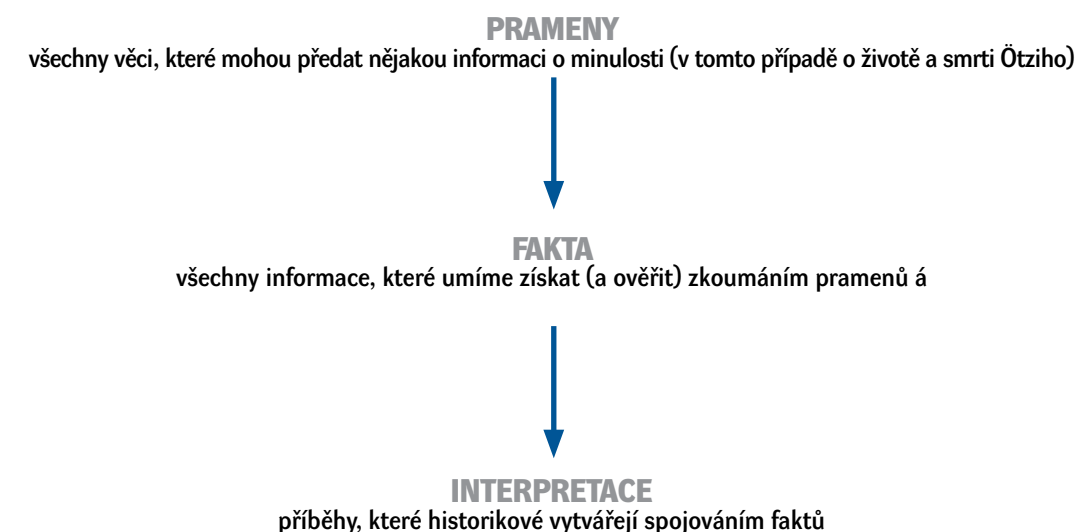 PRAMENY
všechny věci, které mohou předat nějakou informaci o minulosti (v tomto případě o životě a smrti Ötziho)
FAKTA
všechny informace, které umíme získat (a ověřit) zkoumáním pramenů á
INTERPRETACE
příběhy, které historikové vytvářejí spojováním faktů